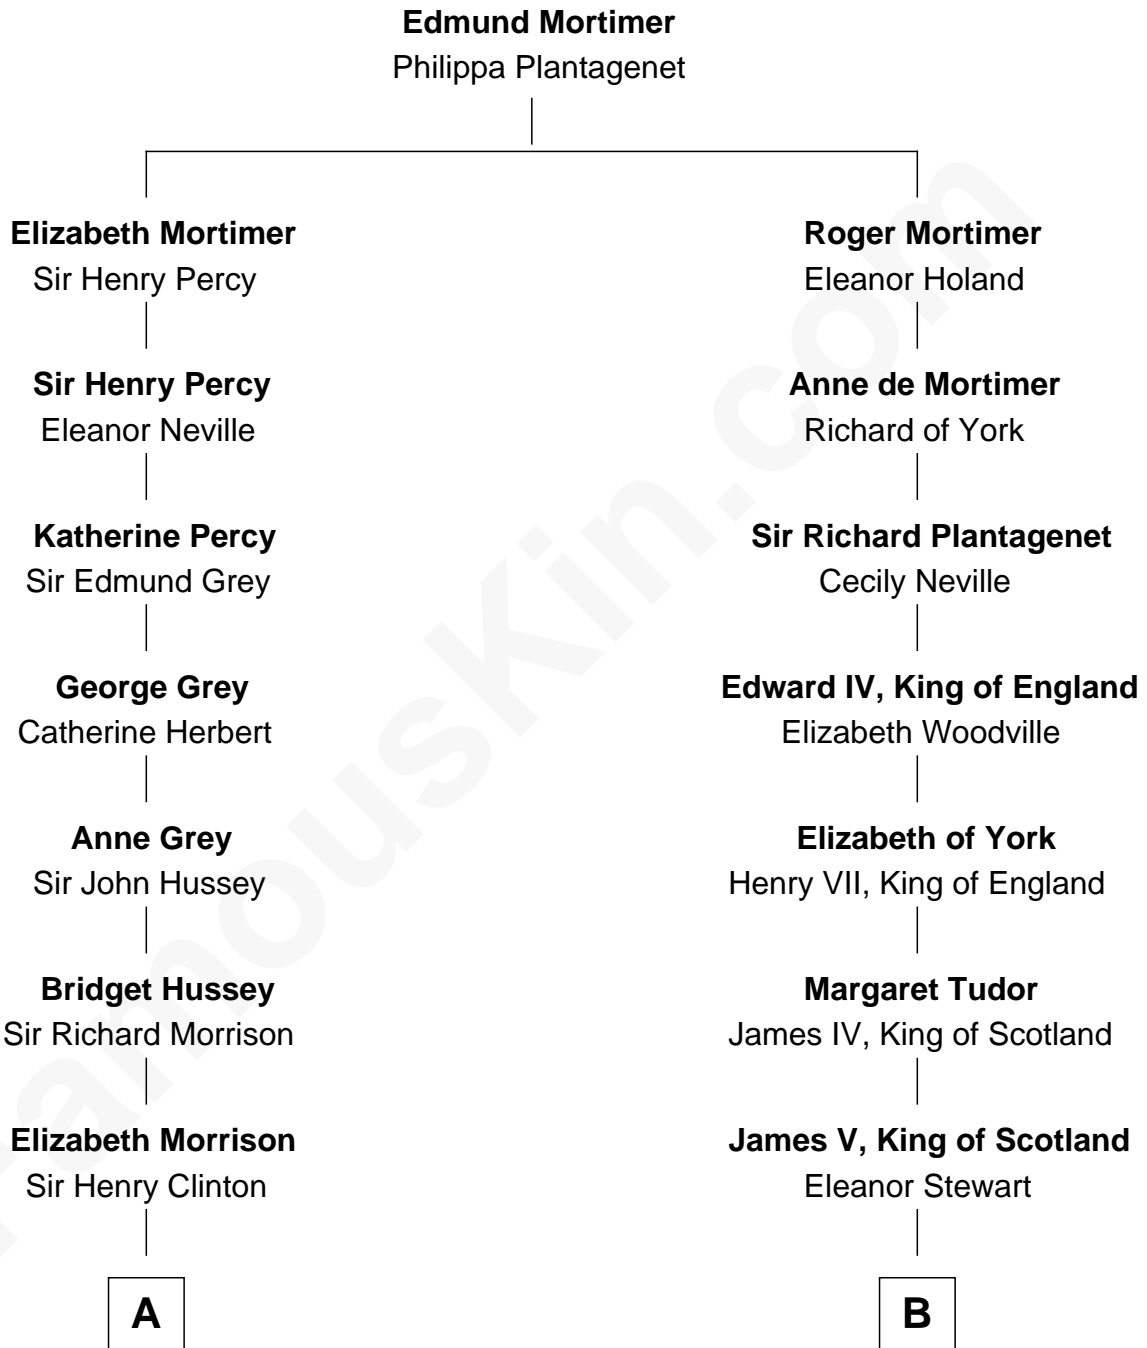 Edmund Mortimer
Philippa Plantagenet
Elizabeth Mortimer
Sir Henry Percy
Roger Mortimer
Eleanor Holand
Sir Henry Percy
Eleanor Neville
Anne de Mortimer
Richard of York
Katherine Percy
Sir Edmund Grey
Sir Richard Plantagenet
Cecily Neville
George Grey
Catherine Herbert
Edward IV, King of England
Elizabeth Woodville
Anne Grey
Sir John Hussey
Elizabeth of York
Henry VII, King of England
Bridget Hussey
Sir Richard Morrison
Margaret Tudor
James IV, King of Scotland
Elizabeth Morrison
Sir Henry Clinton
James V, King of Scotland
Eleanor Stewart
A
B
FamousKin.com